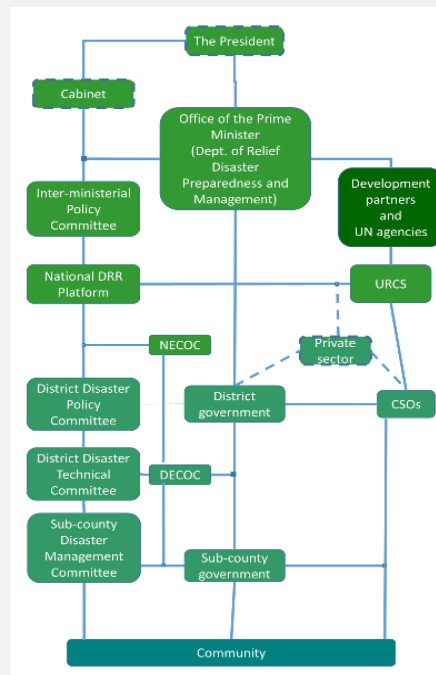 The President
Cabinet
Office of the Prime
Minister
(Dept. of Relief
Disaster
Preparedness and
Management)
Inter-ministerial
Policy
Committee
Development
partners
and
UN agencies
National DRR
Platform
URCS
NECOC
Private
sector
District Disaster
Policy
Committee
District
government
CSOs
District Disaster
Technical
Committee
DECOC
Sub-county
Disaster
Management
Committee
Sub-county
government
Community